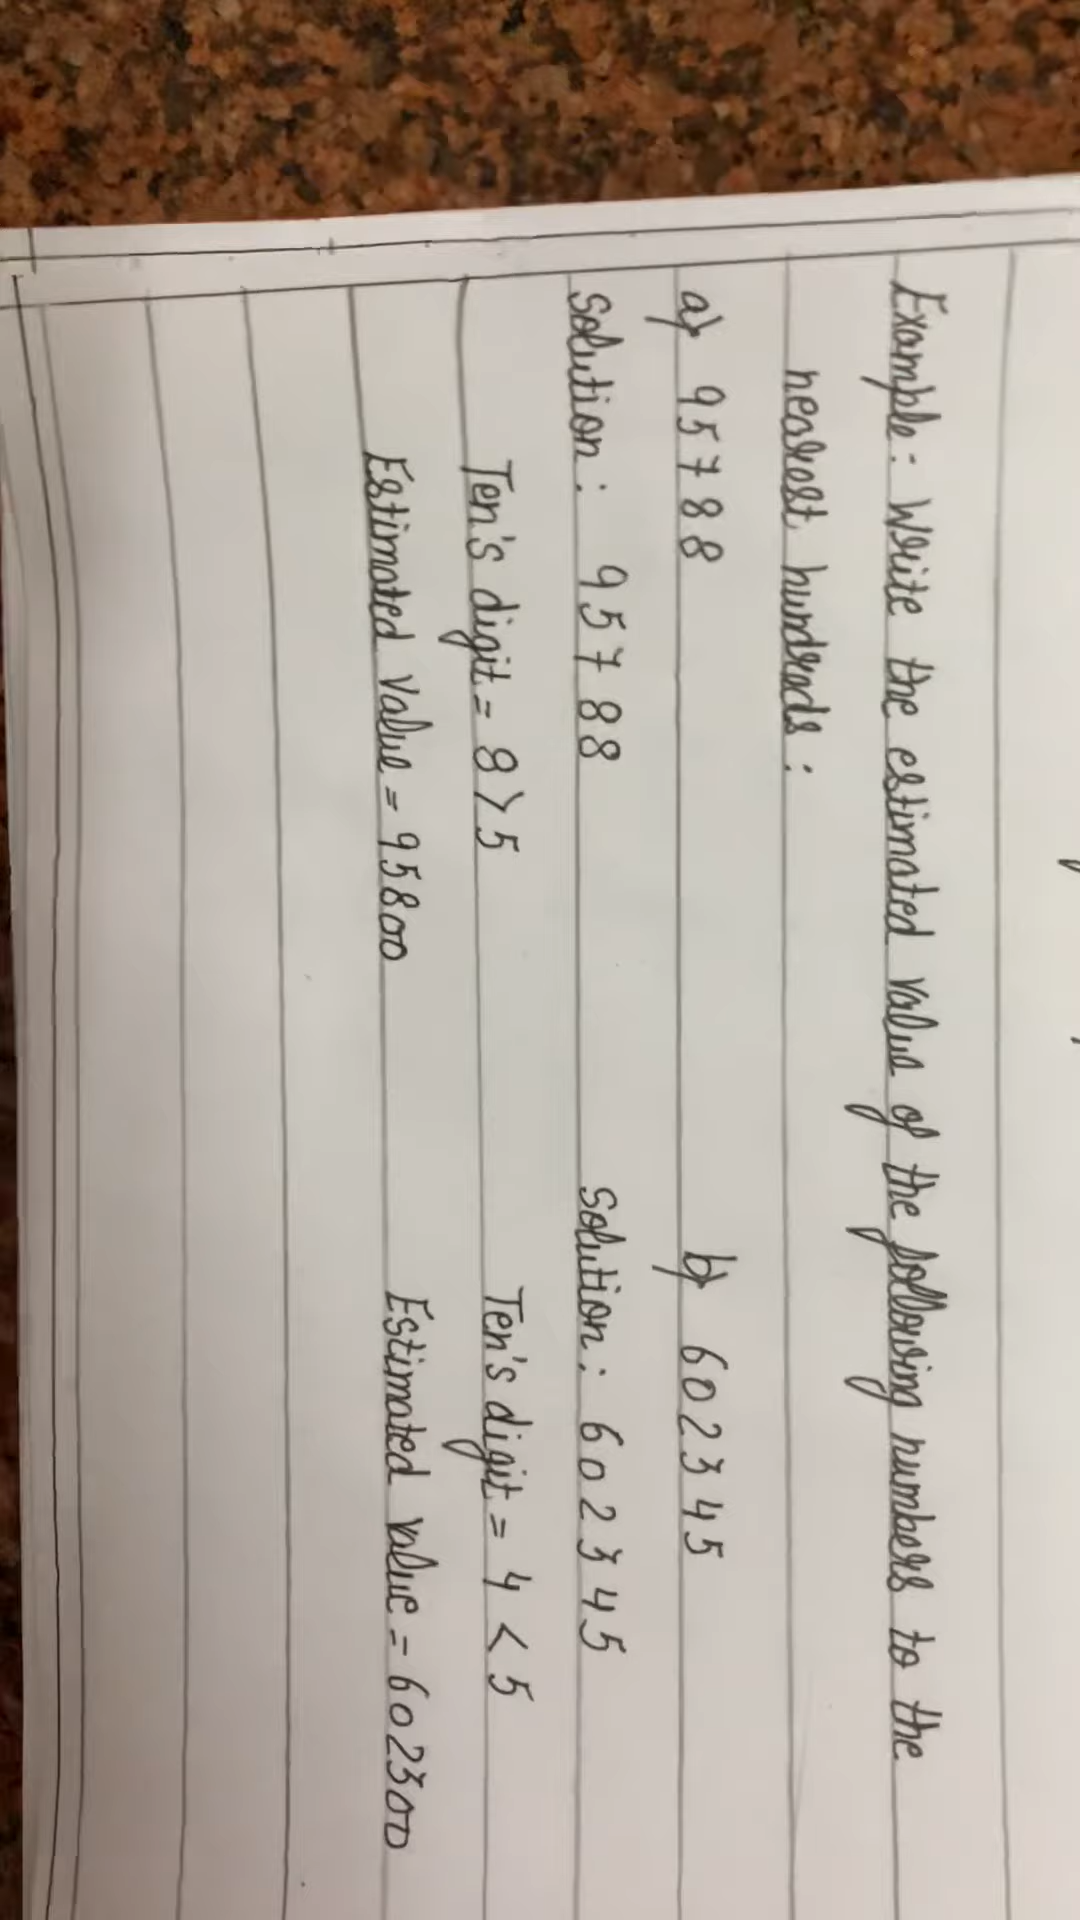 Example: Write the estimated value of the following numbers to the
nearest hundreds:
a) 95788 b) 602345
Solution: 95788 Solution: 602345
Ten's digit = 8 > 5 Ten's digit = 4 < 5
Estimated value = 95800 Estimated value = 602300